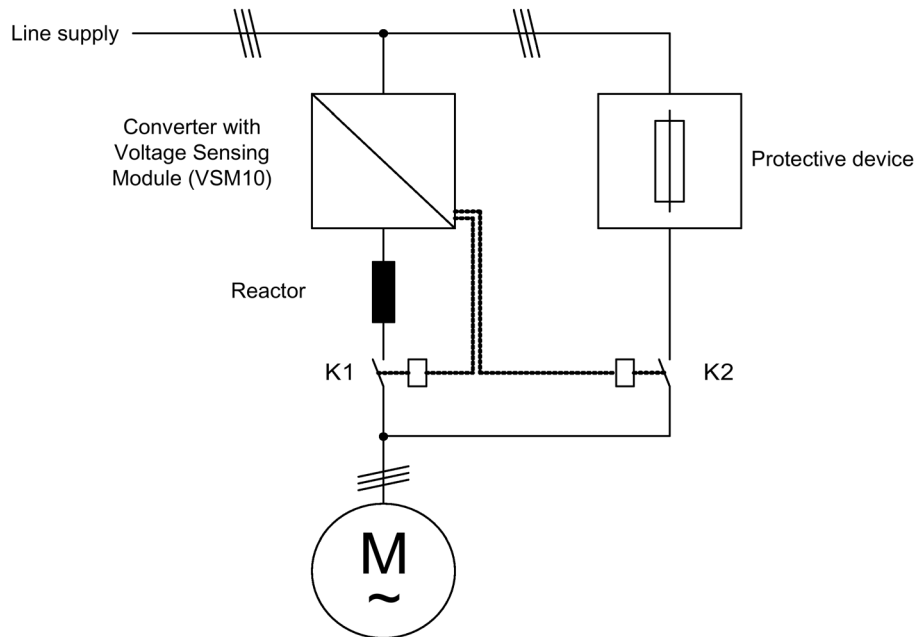 Line supply
Converter with
Voltage Sensing
Module (VSM10)
Protective device
Reactor
K1
K2
M
~